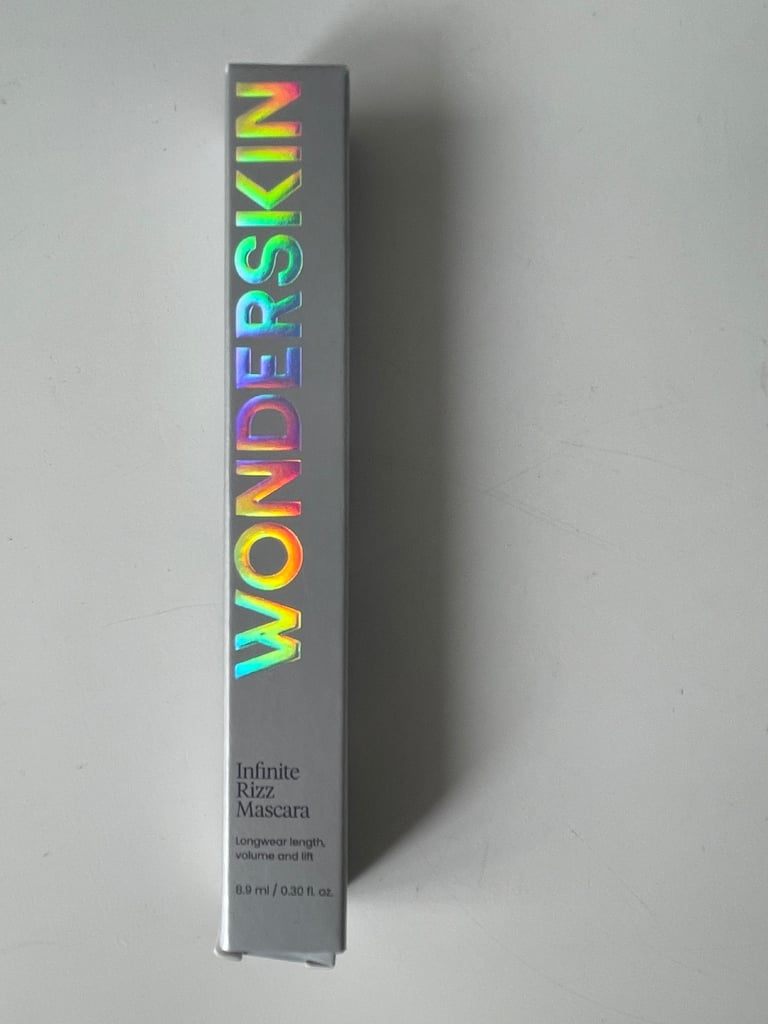 WONDERSKIN
Infinite
Rizz
Mascara
Longwear length,
volume and lift
8.9 ml / 0.30 fl. oz.